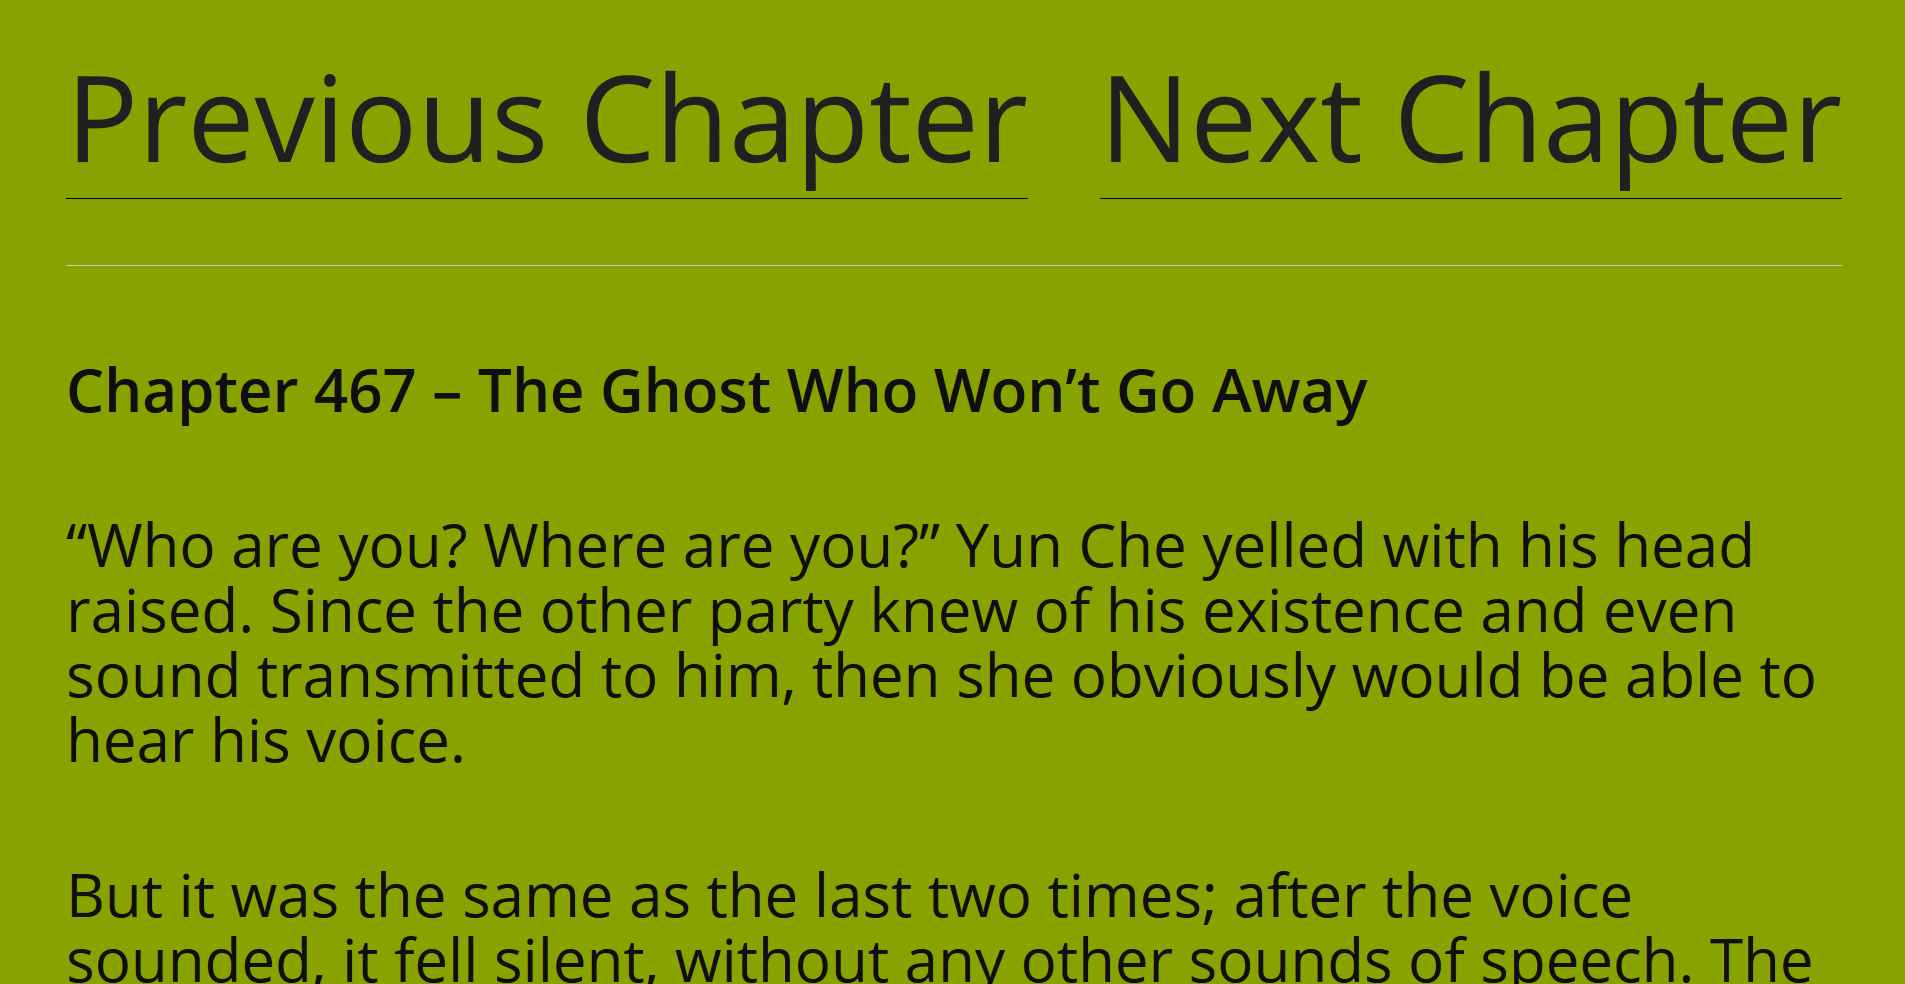 Previous Chapter Next Chapter
Chapter 467 – The Ghost Who Won’t Go Away
“Who are you? Where are you?” Yun Che yelled with his head
raised. Since the other party knew of his existence and even
sound transmitted to him, then she obviously would be able to
hear his voice.
But it was the same as the last two times; after the voice
sounded, it fell silent, without any other sounds of speech. The